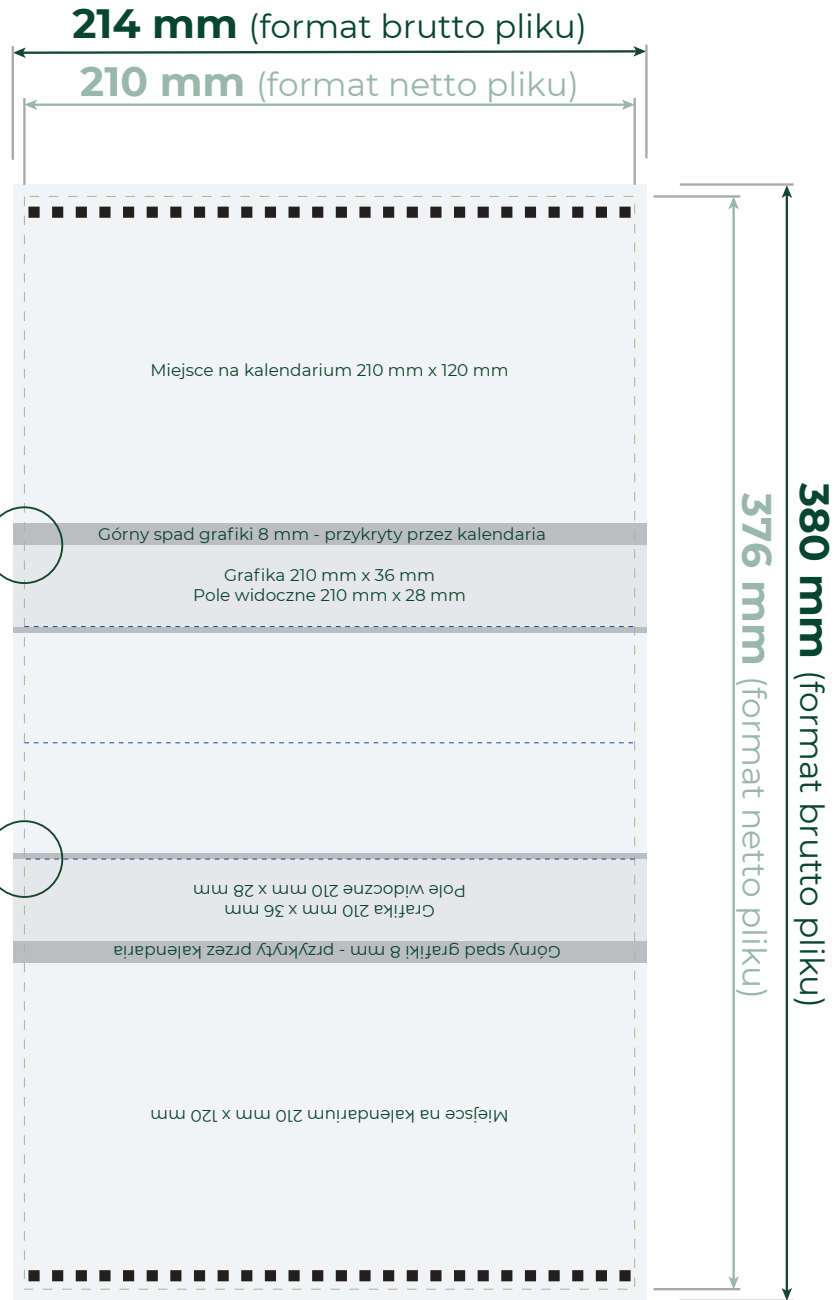 214 mm (format brutto pliku)
210 mm (format netto pliku)
Miejsce na kalendarium 210 mm x 120 mm
Górny spad grafiki 8 mm - przykryty przez kalendaria
Grafika 210 mm x 36 mm
Pole widoczne 210 mm x 28 mm
376 mm (format netto pliku)
380 mm (format brutto pliku)
Pole widoczne 210 mm x 28 mm
Grafika 210 mm x 36 mm
Górny spad grafiki 8 mm - przykryty przez kalendaria
Miejsce na kalendarium 210 mm x 120 mm